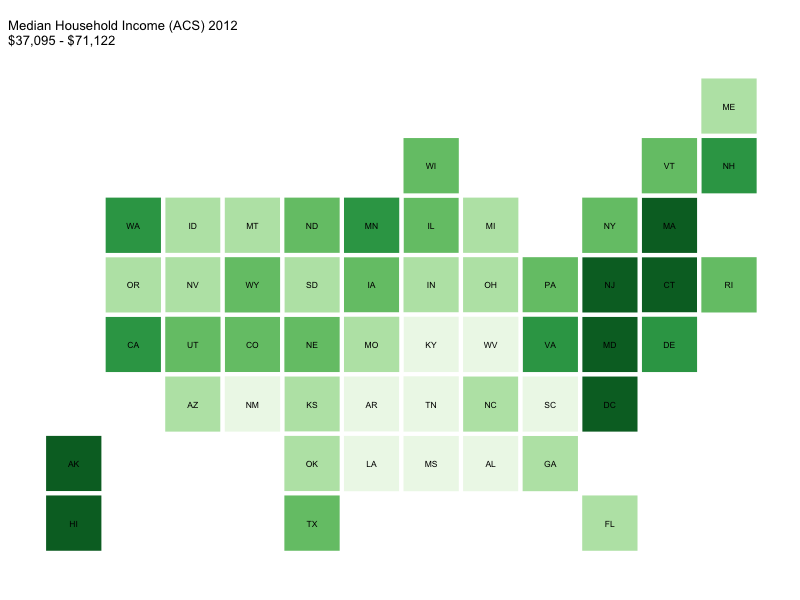 Median Household Income (ACS) 2012
$37,095 - $71,122
ME
WI VT NH
WA ID MT ND MN IL MI NY MA
OR NV WY SD IA IN OH PA NJ CT RI
CA UT CO NE MO KY WV VA MD DE
AZ NM KS AR TN NC SC DC
AK OK LA MS AL GA
HI TX FL